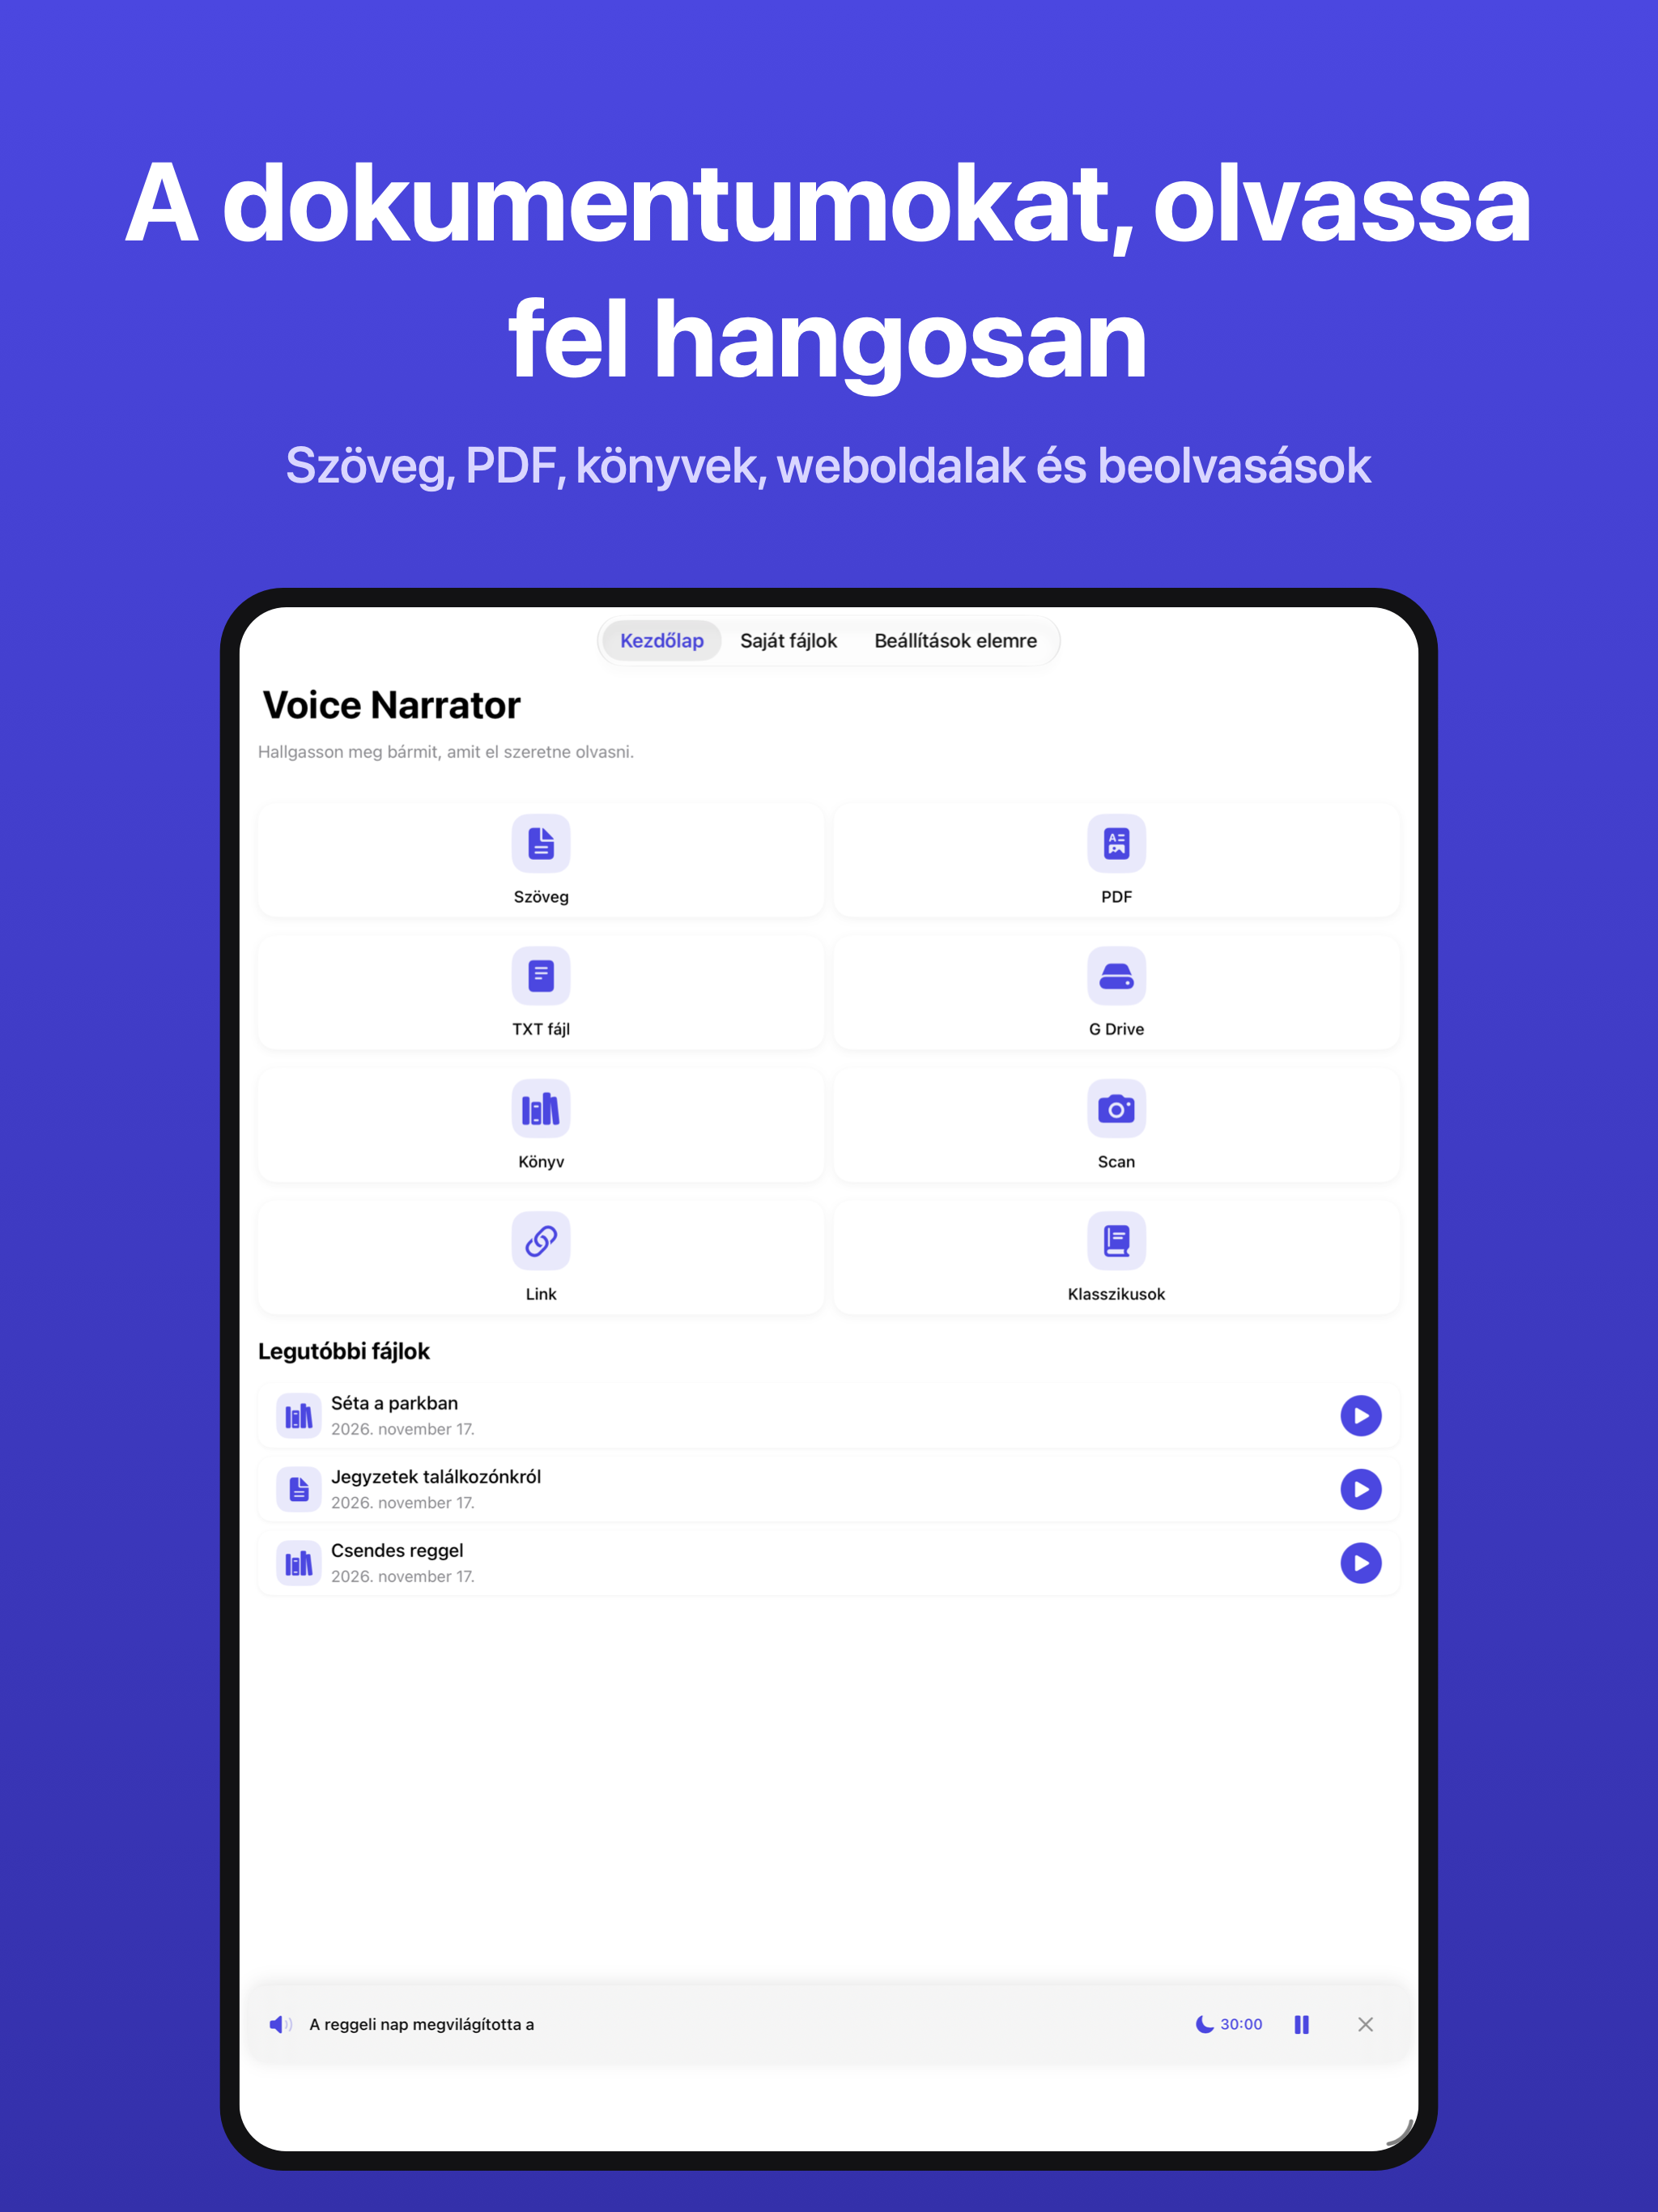 A dokumentumokat, olvassa
fel hangosan
Szöveg, PDF, könyvek, weboldalak és beolvasások
Kezdőlap Saját fájlok Beállítások elemre
Voice Narrator
Hallgasson meg bármit, amit el szeretne olvasni.
Szöveg
PDF
TXT fájl
G Drive
Könyv
Scan
Link
Klasszikusok
Legutóbbi fájlok
Séta a parkban
2026. november 17.
Jegyzetek találkozónkról
2026. november 17.
Csendes reggel
2026. november 17.
A reggeli nap megvilágította a
30:00